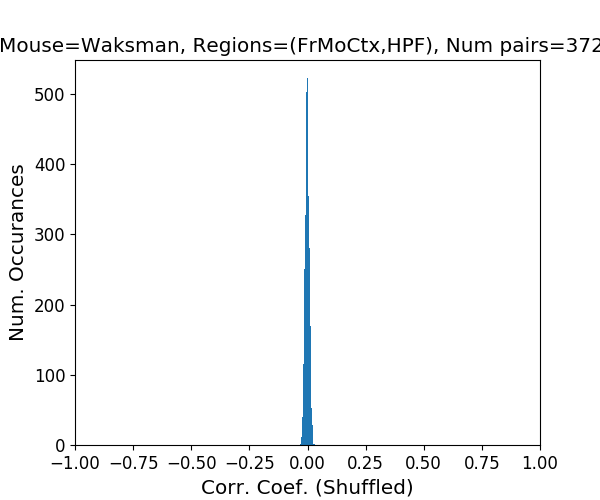 Mouse=Waksman, Regions=(FrMoCtx,HPF), Num pairs=372
500
400
300
200
100
0
Num. Occurances
−1.00 −0.75 −0.50 −0.25 0.00 0.25 0.50 0.75 1.00
Corr. Coef. (Shuffled)